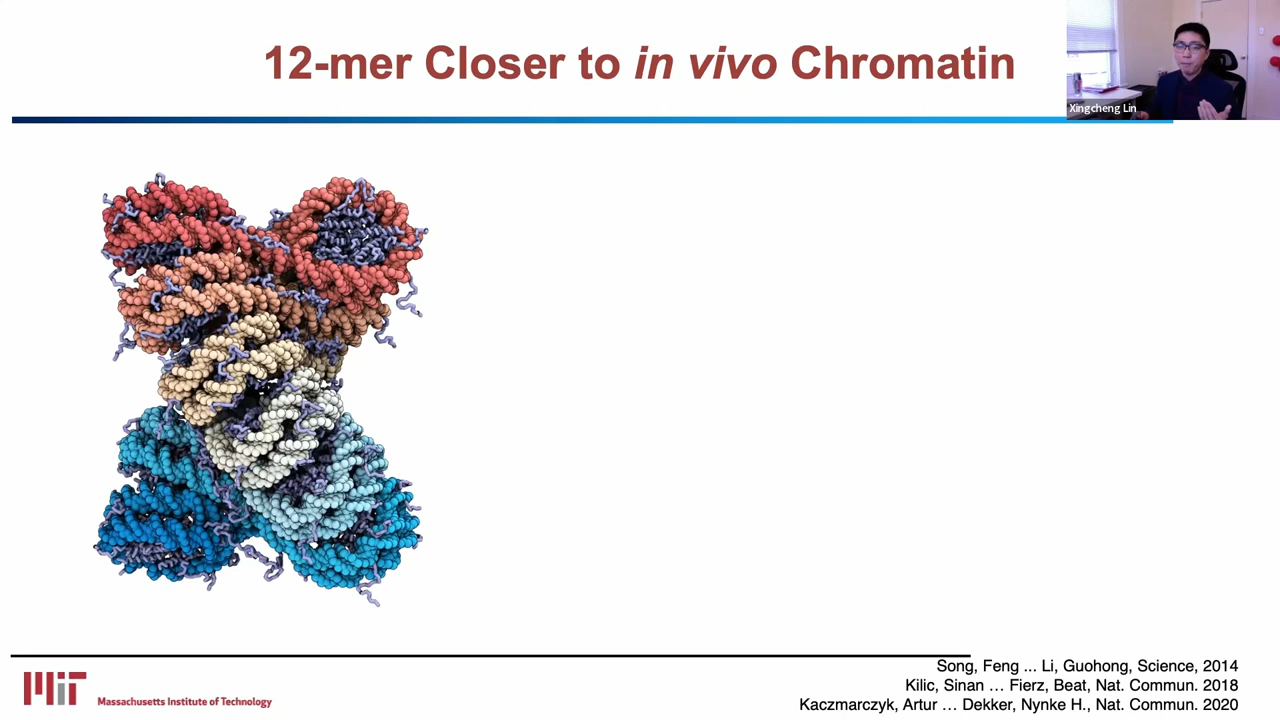 12-mer Closer to in vivo Chromatin
Xingcheng Lin
Song, Feng ... Li, Guohong, Science, 2014
Kilic, Sinan … Fierz, Beat, Nat. Commun. 2018
Kaczmarczyk, Artur … Dekker, Nynke H., Nat. Commun. 2020
MIT
Massachusetts Institute of Technology